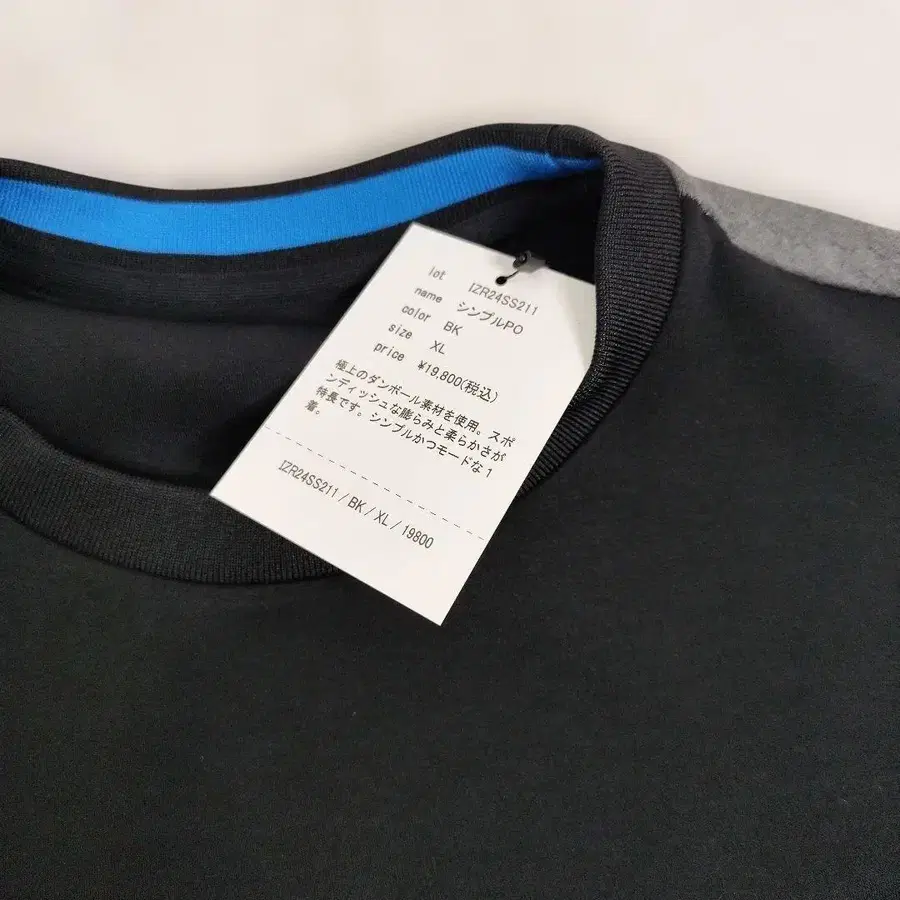 lot IZR24SS211
name シンプルPO
color BK
size XL
price ¥19,800(税込)
極上のダンボール素材を使用。スポ
ンディッシュな膨らみと柔らかさが
特長です。シンプルかつモードな1
着。
IZR24SS211 / BK / XL / 19800